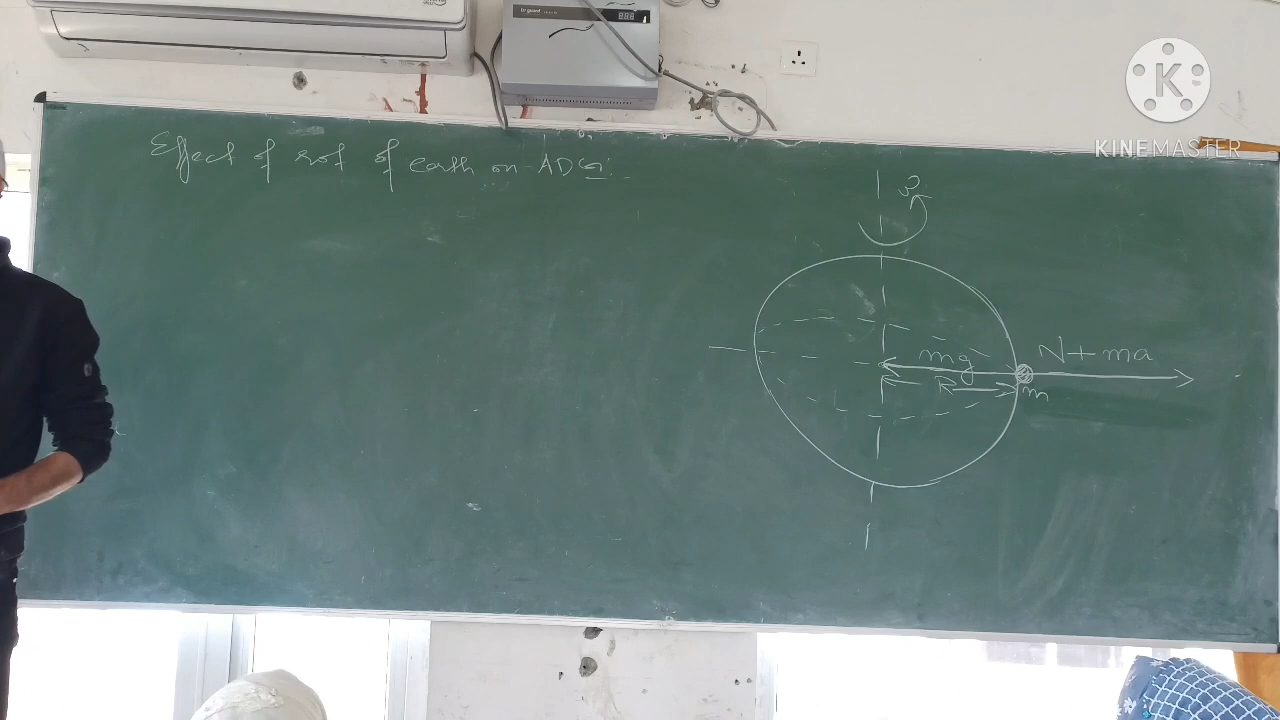 Effect of rot of earth on ADG:
ω
mg
N + ma
R
m
K
KINEMASTER